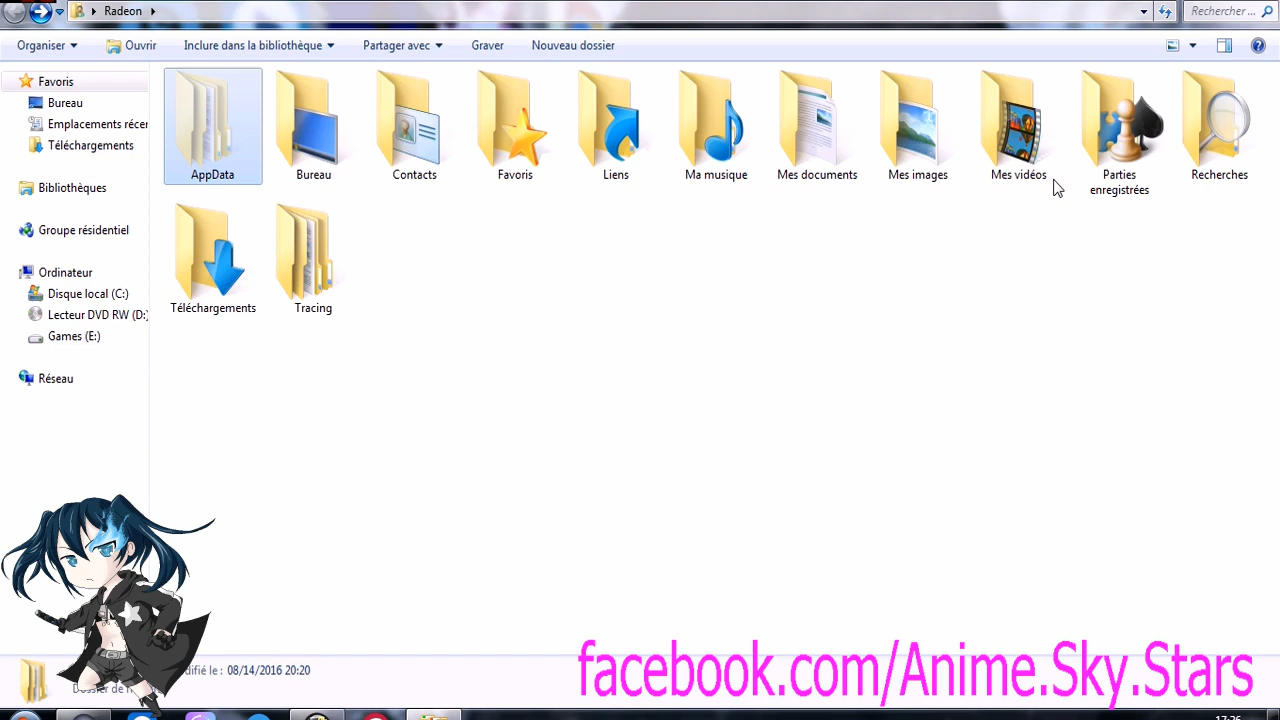 Radeon
Rechercher ...
Organiser
Ouvrir
Inclure dans la bibliothèque
Partager avec
Graver
Nouveau dossier
Favoris
Bureau
Emplacements récer
Téléchargements
Bibliothèques
Groupe résidentiel
Ordinateur
Disque local (C:)
Lecteur DVD RW (D:)
Games (E:)
Réseau
AppData
Bureau
Contacts
Favoris
Liens
Ma musique
Mes documents
Mes images
Mes vidéos
Parties
enregistrées
Recherches
Téléchargements
Tracing
difié le : 08/14/2016 20:20
Dossier de
facebook.com/Anime.Sky.Stars